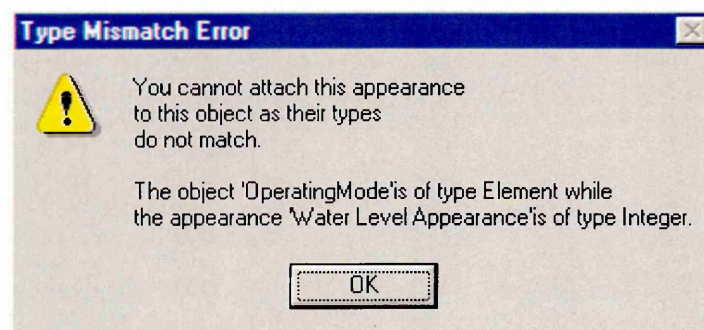 Type Mismatch Error
You cannot attach this appearance
to this object as their types
do not match.
The object 'OperatingMode'is of type Element while
the appearance 'Water Level Appearance'is of type Integer.
OK